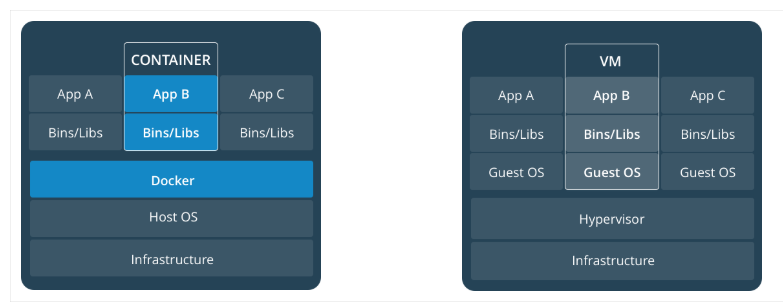 CONTAINER
App A App B App C
Bins/Libs Bins/Libs Bins/Libs
Docker
Host OS
Infrastructure
VM
App A App B App C
Bins/Libs Bins/Libs Bins/Libs
Guest OS Guest OS Guest OS
Hypervisor
Infrastructure